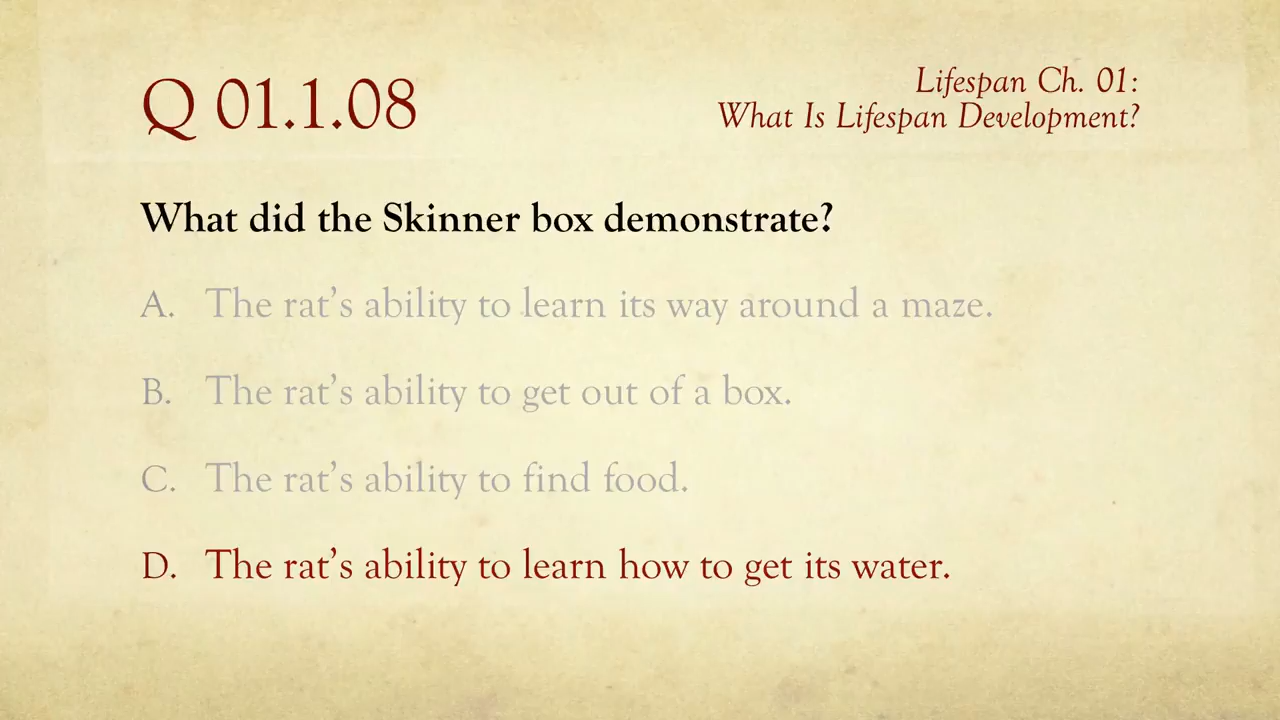 Q 01.1.08
Lifespan Ch. 01:
What Is Lifespan Development?
What did the Skinner box demonstrate?
A. The rat’s ability to learn its way around a maze.
B. The rat’s ability to get out of a box.
C. The rat’s ability to find food.
D. The rat’s ability to learn how to get its water.